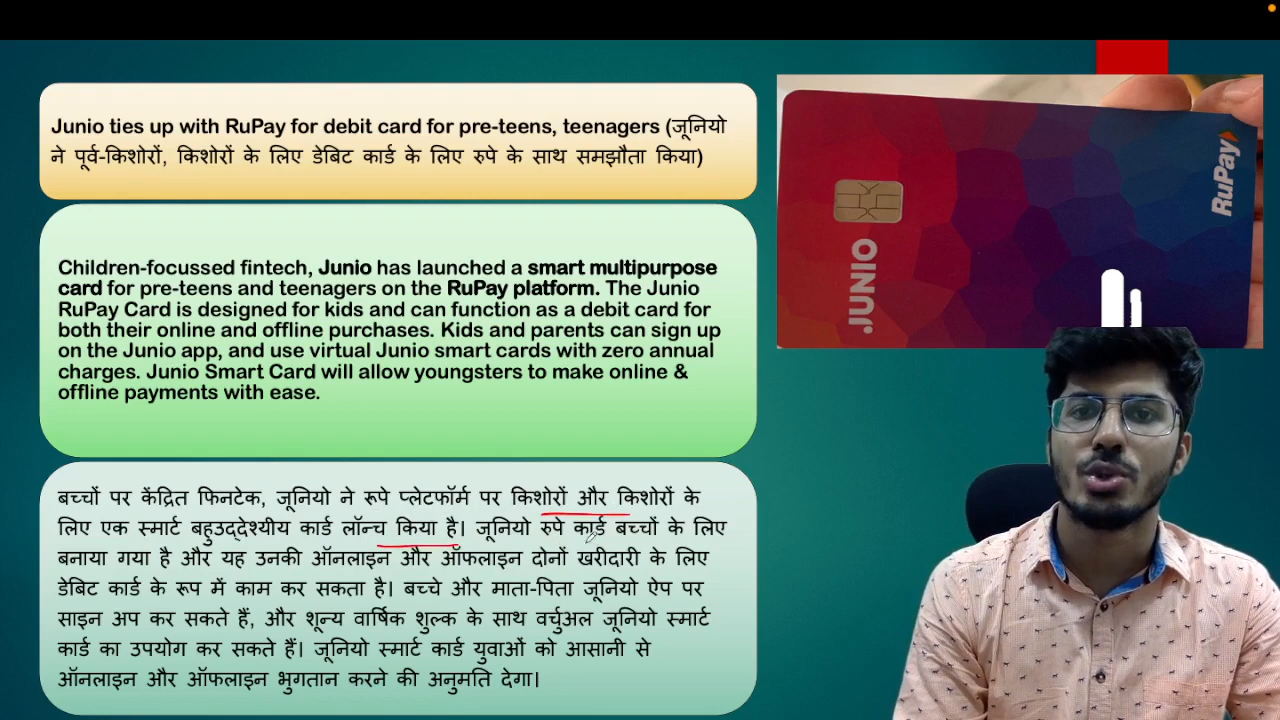 Junio ties up with RuPay for debit card for pre-teens, teenagers (जूनियो
ने पूर्व-किशोरों, किशोरों के लिए डेबिट कार्ड के लिए रुपे के साथ समझौता किया)
Children-focussed fintech, Junio has launched a smart multipurpose
card for pre-teens and teenagers on the RuPay platform. The Junio
RuPay Card is designed for kids and can function as a debit card for
both their online and offline purchases. Kids and parents can sign up
on the Junio app, and use virtual Junio smart cards with zero annual
charges. Junio Smart Card will allow youngsters to make online &
offline payments with ease.
बच्चों पर केंद्रित फिनटेक, जूनियो ने रूपे प्लेटफॉर्म पर किशोरों और किशोरों के
लिए एक स्मार्ट बहुउद्देश्यीय कार्ड लॉन्च किया है। जूनियो रुपे कार्ड बच्चों के लिए
बनाया गया है और यह उनकी ऑनलाइन और ऑफलाइन दोनों खरीदारी के लिए
डेबिट कार्ड के रूप में काम कर सकता है। बच्चे और माता-पिता जूनियो ऐप पर
साइन अप कर सकते हैं, और शून्य वार्षिक शुल्क के साथ वर्चुअल जूनियो स्मार्ट
कार्ड का उपयोग कर सकते हैं। जूनियो स्मार्ट कार्ड युवाओं को आसानी से
ऑनलाइन और ऑफलाइन भुगतान करने की अनुमति देगा।
.JUNIO
RuPay